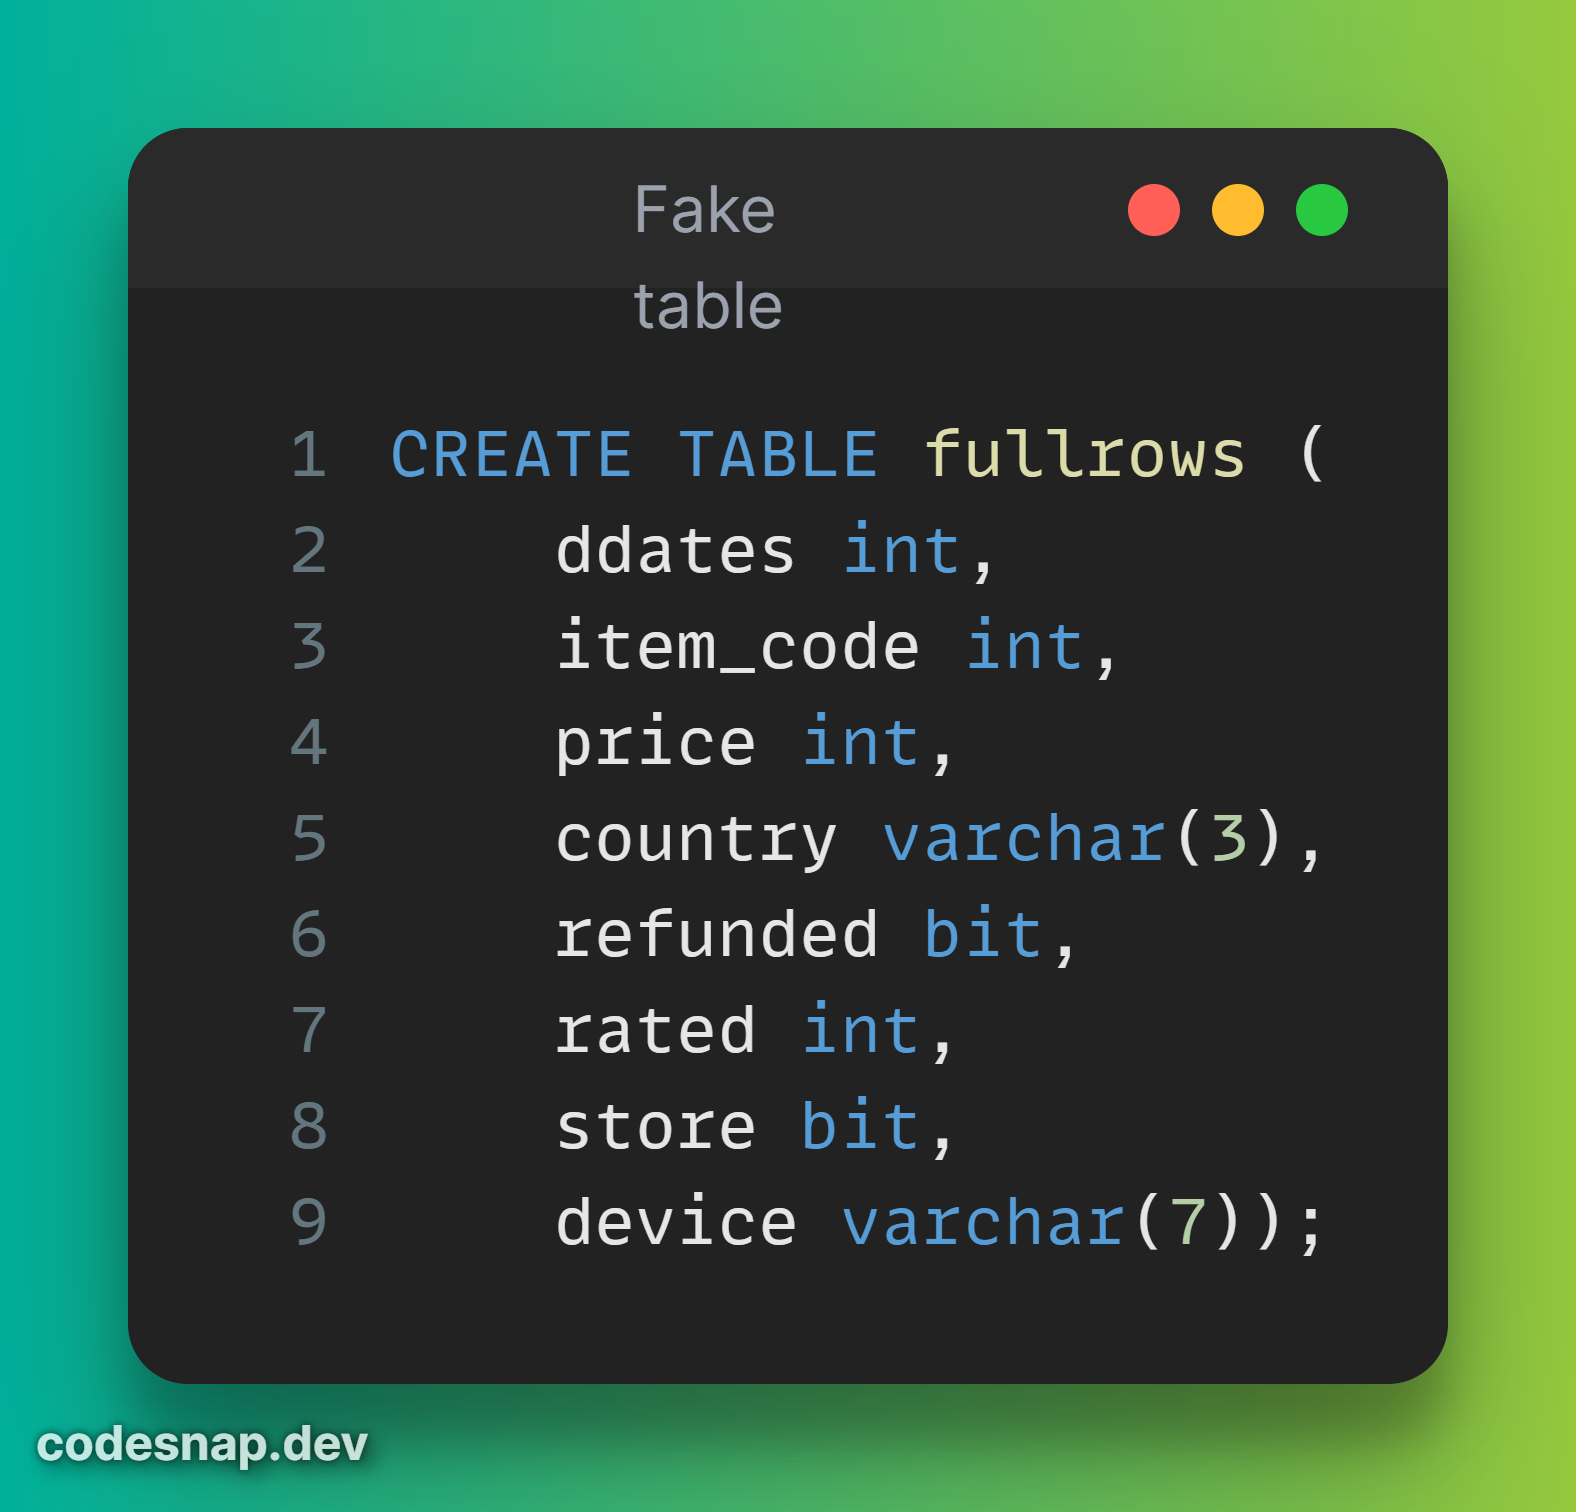 Fake
table
1 CREATE TABLE fullrows (
2     ddates int,
3     item_code int,
4     price int,
5     country varchar(3),
6     refunded bit,
7     rated int,
8     store bit,
9     device varchar(7));
codesnap.dev